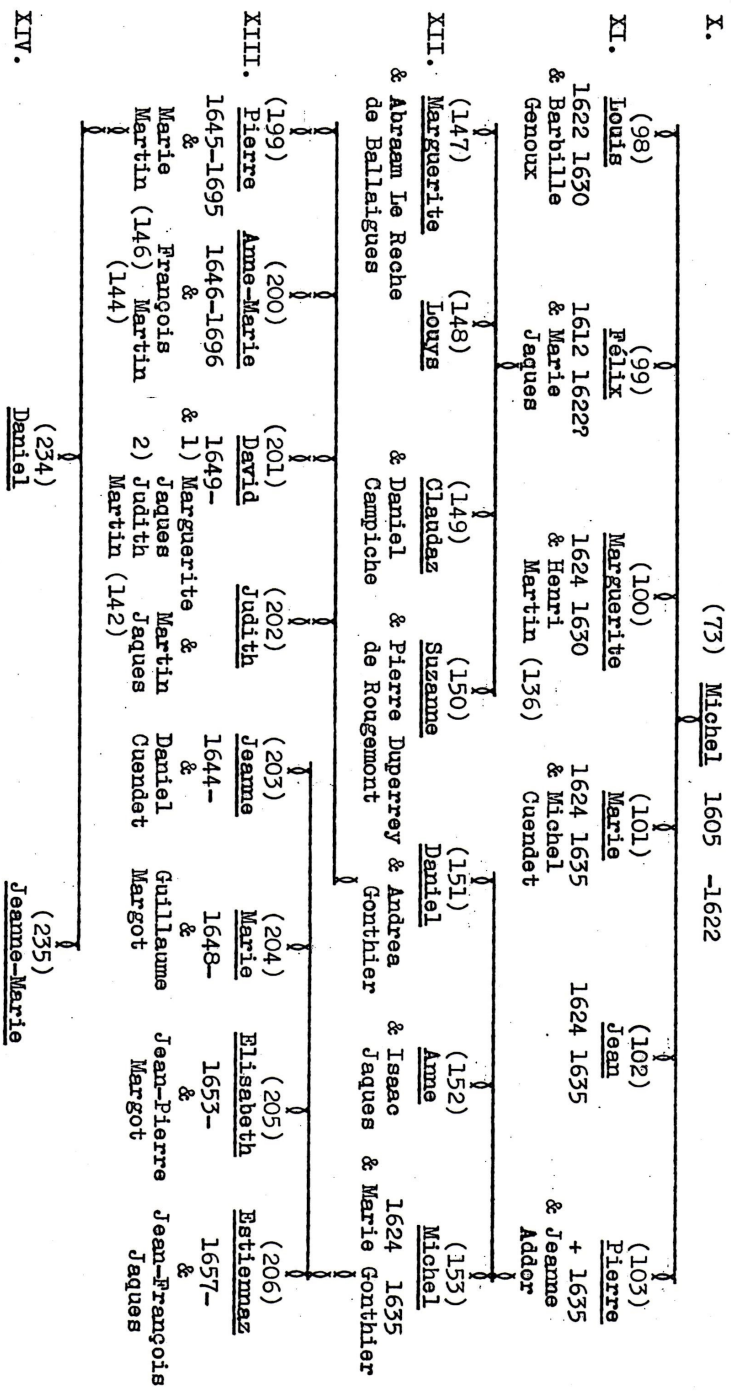 X.
(73) Michel 1605 -1622
XI.
(98) (99) (100) (101) (102) (103)
Louis Félix Marguerite Marie Jean Pierre
1622 1630 1612 1622? 1624 1630 1624 1635 1624 1635 + 1635
& Barbille & Marie & Henri & Michel & Jeanne
Genoux Jaques Martin (136) Cuendet Addor
XII.
(147) (148) (149) (150) (151) (152) (153)
Marguerite Louys Claudaz Suzanne Daniel Anne Michel
1624 1635
& Abraam Le Reche & Daniel & Pierre Duperrey & Andrea & Isaac & Marie Gonthier
de Ballaigues Campiche de Rougemont Gonthier Jaques
XIII.
(199) (200) (201) (202) (203) (204) (205) (206)
Pierre Anne-Marie David Judith Jeanne Marie Elisabeth Estiennaz
1645-1695 1646-1696 1649- 1644- 1648- 1653- 1657-
& & & 1) Marguerite & & & & &
Marie François Jaques Martin Daniel Guillaume Jean-Pierre Jean-François
Martin (146) Martin 2) Judith Jaques Cuendet Margot Margot Jaques
(144) Martin (142)
XIV.
(234) (235)
Daniel Jeanne-Marie